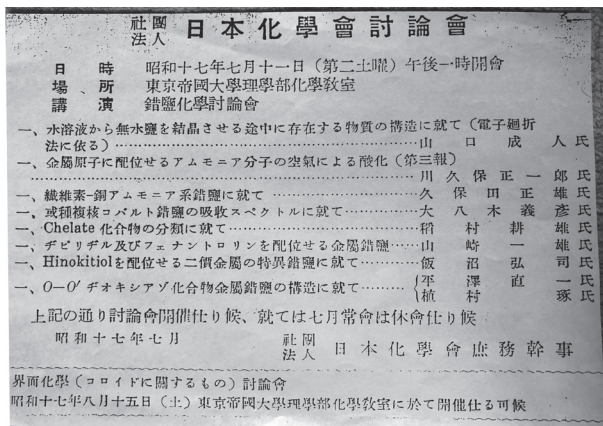 社團法人 日本化學會討論會
日時 昭和十七年七月十一日（第二土曜）午後一時開會
場所 東京帝國大學理學部化學教室
講演 錯鹽化學討論會
一、水溶液から無水鹽を結晶させる途中に存在する物質の構造に就て（電子廻折
法に依る）……山口成人氏
一、金屬原子に配位せるアムモニア分子の空氣による酸化（第三報）
……川久保正一郎氏
一、纖維素-銅アムモニア系錯鹽に就て……久保田正雄氏
一、或種複核コバルト錯鹽の吸收スペクトルに就て……大八木義彥氏
一、Chelate 化合物の分類に就て……稻村耕雄氏
一、ヂピリヂル及びフェナントロリンを配位せる金屬錯鹽……山崎一雄氏
一、Hinokitiolを配位せる二價金屬の特異錯鹽に就て……飯沼弘司氏
一、O—O′ ヂオキシアゾ化合物金屬錯鹽の構造に就て……{平澤直一氏
植村琢氏
上記の通り討論會開催仕り候、就ては七月常會は休會仕り候
昭和十七年七月 社團法人 日本化學會庶務幹事
界面化學（コロイドに關するもの）討論會
昭和十七年八月十五日（土）東京帝國大學理學部化學教室に於て開催仕る可候